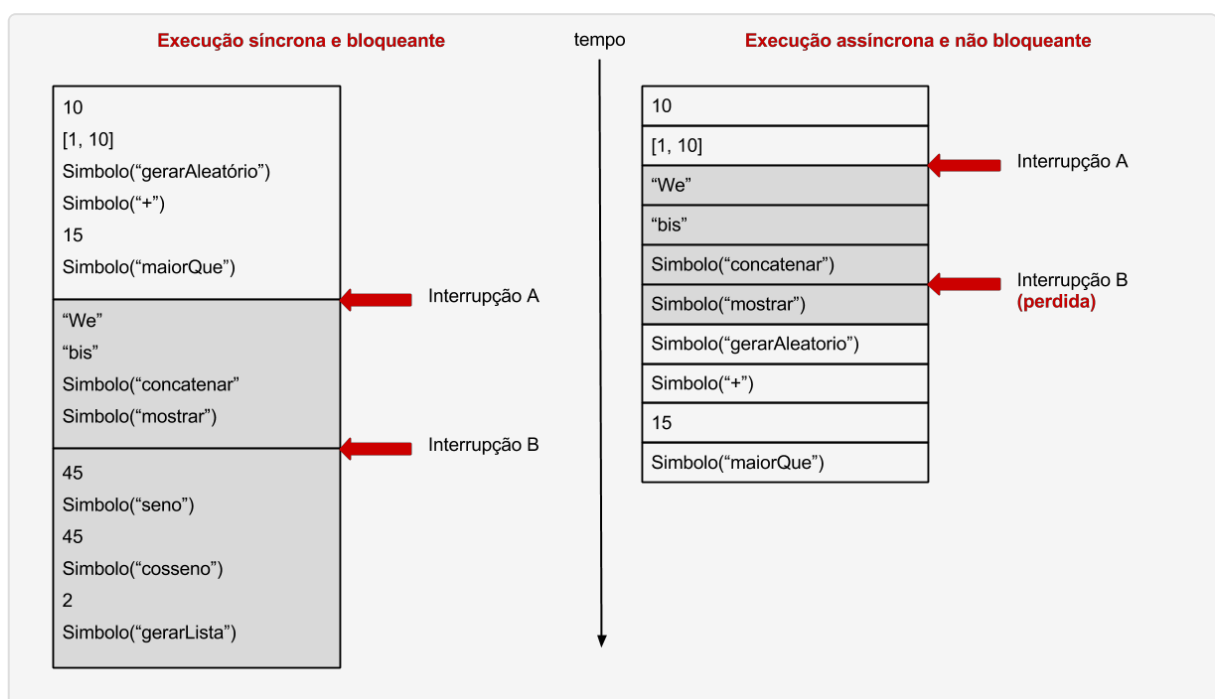 Execução síncrona e bloqueante
10
[1, 10]
Simbolo(“gerarAleatório”)
Simbolo(“+”)
15
Simbolo(“maiorQue”)
Interrupção A
“We”
“bis”
Simbolo(“concatenar”
Simbolo(“mostrar”)
Interrupção B
45
Simbolo(“seno”)
45
Simbolo(“cosseno”)
2
Simbolo(“gerarLista”)
tempo
Execução assíncrona e não bloqueante
10
[1, 10]
Interrupção A
“We”
“bis”
Simbolo(“concatenar”)
Interrupção B
(perdida)
Simbolo(“mostrar”)
Simbolo(“gerarAleatorio”)
Simbolo(“+”)
15
Simbolo(“maiorQue”)